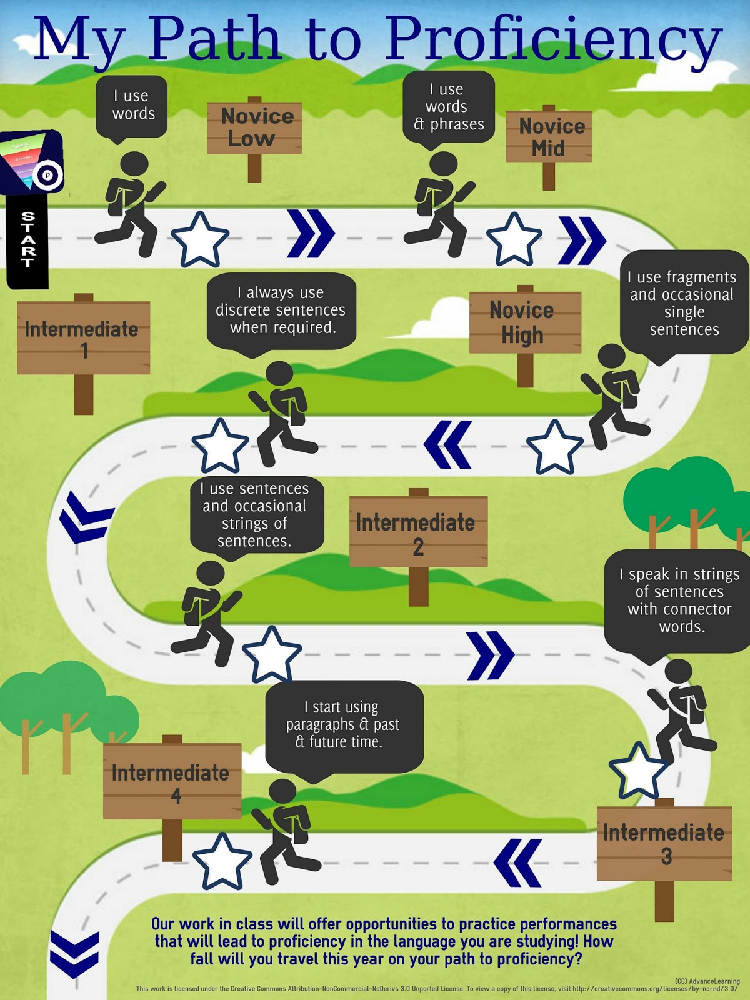 My Path to Proficiency
I use
words
Novice
Low
I use
words
& phrases
Novice
Mid
P
START
I use fragments
and occasional
single
sentences
Novice
High
I always use
discrete sentences
when required.
Intermediate
1
I use sentences
and occasional
strings of
sentences.
Intermediate
2
I speak in strings
of sentences
with connector
words.
Intermediate
3
I start using
paragraphs & past
& future time.
Intermediate
4
Our work in class will offer opportunities to practice performances
that will lead to proficiency in the language you are studying! How
fall will you travel this year on your path to proficiency?
(CC) AdvanceLearning
This work is licensed under the Creative Commons Attribution-NonCommercial-NoDerivs 3.0 Unported License. To view a copy of this license, visit http://creativecommons.org/licenses/by-nc-nd/3.0/